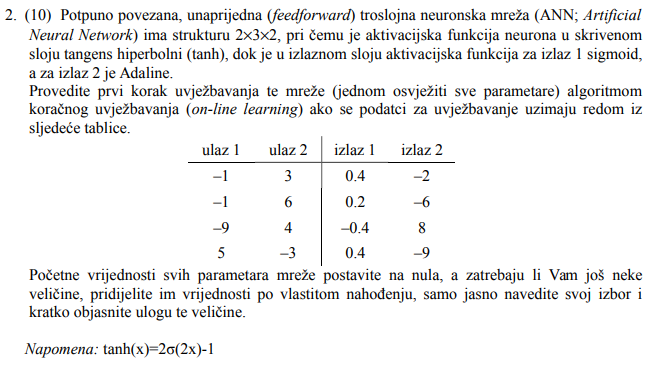 2. (10) Potpuno povezana, unaprijedna (feedforward) troslojna neuronska mreža (ANN; Artificial
Neural Network) ima strukturu 2×3×2, pri čemu je aktivacijska funkcija neurona u skrivenom
sloju tangens hiperbolni (tanh), dok je u izlaznom sloju aktivacijska funkcija za izlaz 1 sigmoid,
a za izlaz 2 je Adaline.
Provedite prvi korak uvježbavanja te mreže (jednom osvježiti sve parametare) algoritmom
koračnog uvježbavanja (on-line learning) ako se podatci za uvježbavanje uzimaju redom iz
sljedeće tablice.
ulaz 1 ulaz 2 izlaz 1 izlaz 2
–1 3 0.4 –2
–1 6 0.2 –6
–9 4 –0.4 8
5 –3 0.4 –9
Početne vrijednosti svih parametara mreže postavite na nula, a zatrebaju li Vam još neke
veličine, pridijelite im vrijednosti po vlastitom nahođenju, samo jasno navedite svoj izbor i
kratko objasnite ulogu te veličine.
Napomena: tanh(x)=2σ(2x)-1